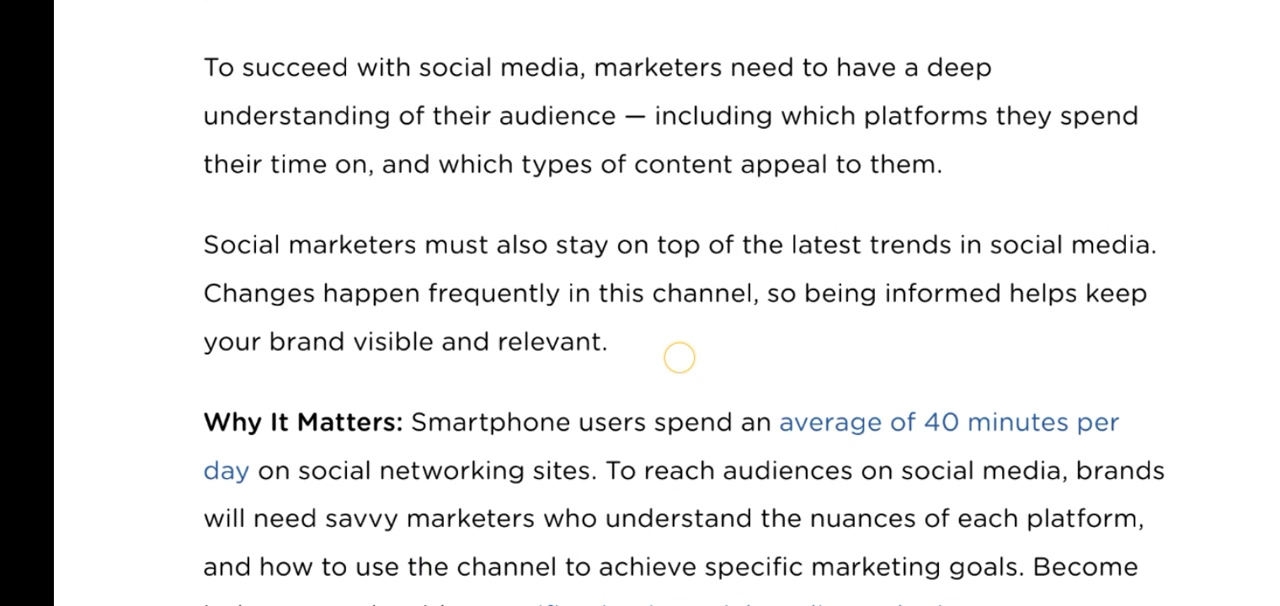 To succeed with social media, marketers need to have a deep
understanding of their audience — including which platforms they spend
their time on, and which types of content appeal to them.
Social marketers must also stay on top of the latest trends in social media.
Changes happen frequently in this channel, so being informed helps keep
your brand visible and relevant.
Why It Matters: Smartphone users spend an average of 40 minutes per
day on social networking sites. To reach audiences on social media, brands
will need savvy marketers who understand the nuances of each platform,
and how to use the channel to achieve specific marketing goals. Become